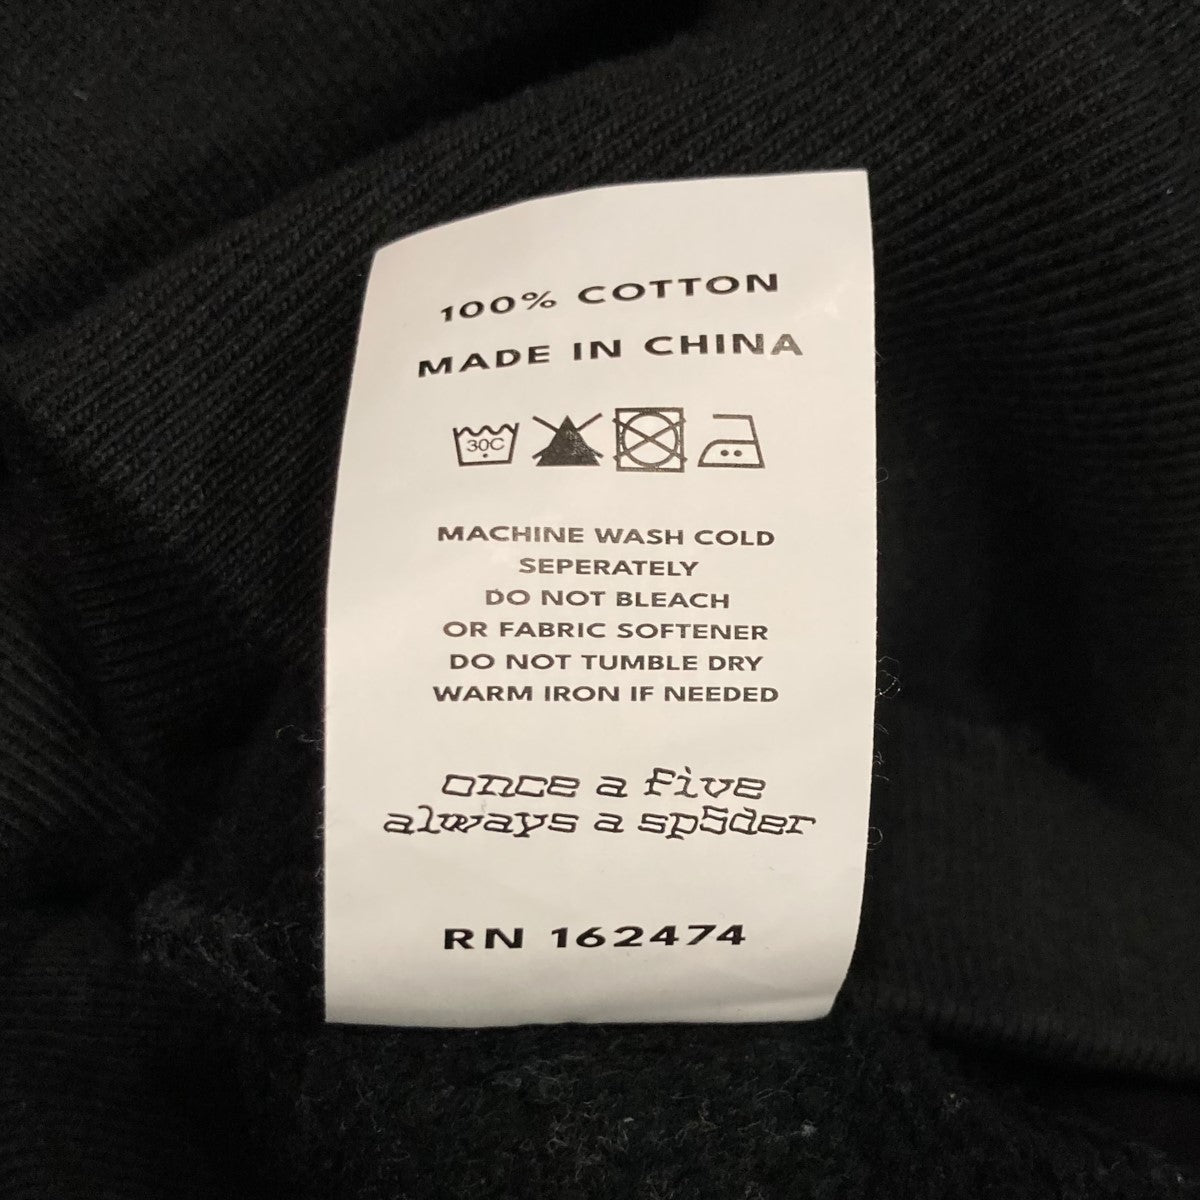 100% COTTON
MADE IN CHINA
30C
MACHINE WASH COLD
SEPERATELY
DO NOT BLEACH
OR FABRIC SOFTENER
DO NOT TUMBLE DRY
WARM IRON IF NEEDED
once a five
always a sp5der
RN 162474